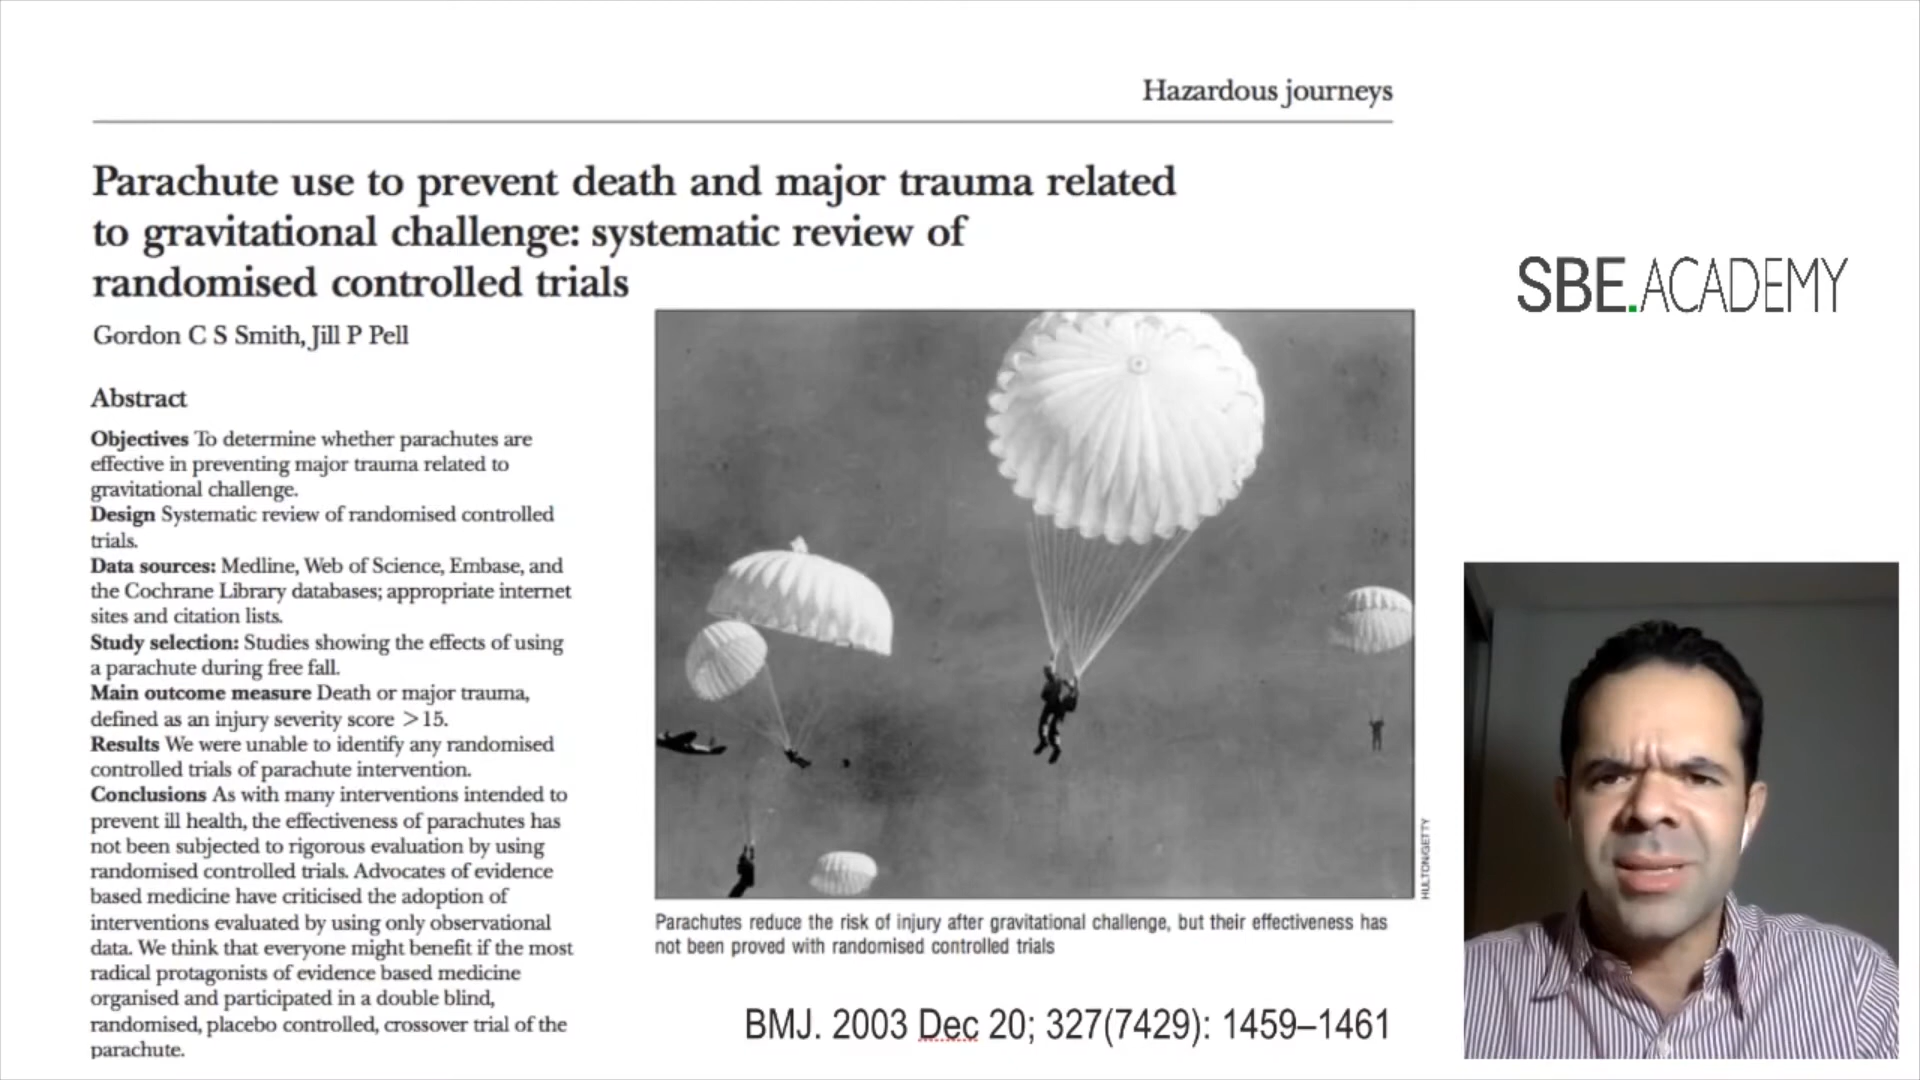 Hazardous journeys
Parachute use to prevent death and major trauma related
to gravitational challenge: systematic review of
randomised controlled trials
Gordon C S Smith, Jill P Pell
Abstract
Objectives To determine whether parachutes are
effective in preventing major trauma related to
gravitational challenge.
Design Systematic review of randomised controlled
trials.
Data sources: Medline, Web of Science, Embase, and
the Cochrane Library databases; appropriate internet
sites and citation lists.
Study selection: Studies showing the effects of using
a parachute during free fall.
Main outcome measure Death or major trauma,
defined as an injury severity score >15.
Results We were unable to identify any randomised
controlled trials of parachute intervention.
Conclusions As with many interventions intended to
prevent ill health, the effectiveness of parachutes has
not been subjected to rigorous evaluation by using
randomised controlled trials. Advocates of evidence
based medicine have criticised the adoption of
interventions evaluated by using only observational
data. We think that everyone might benefit if the most
radical protagonists of evidence based medicine
organised and participated in a double blind,
randomised, placebo controlled, crossover trial of the
parachute.
HULTON/GETTY
Parachutes reduce the risk of injury after gravitational challenge, but their effectiveness has
not been proved with randomised controlled trials
BMJ. 2003 Dec 20; 327(7429): 1459–1461
SBE.ACADEMY